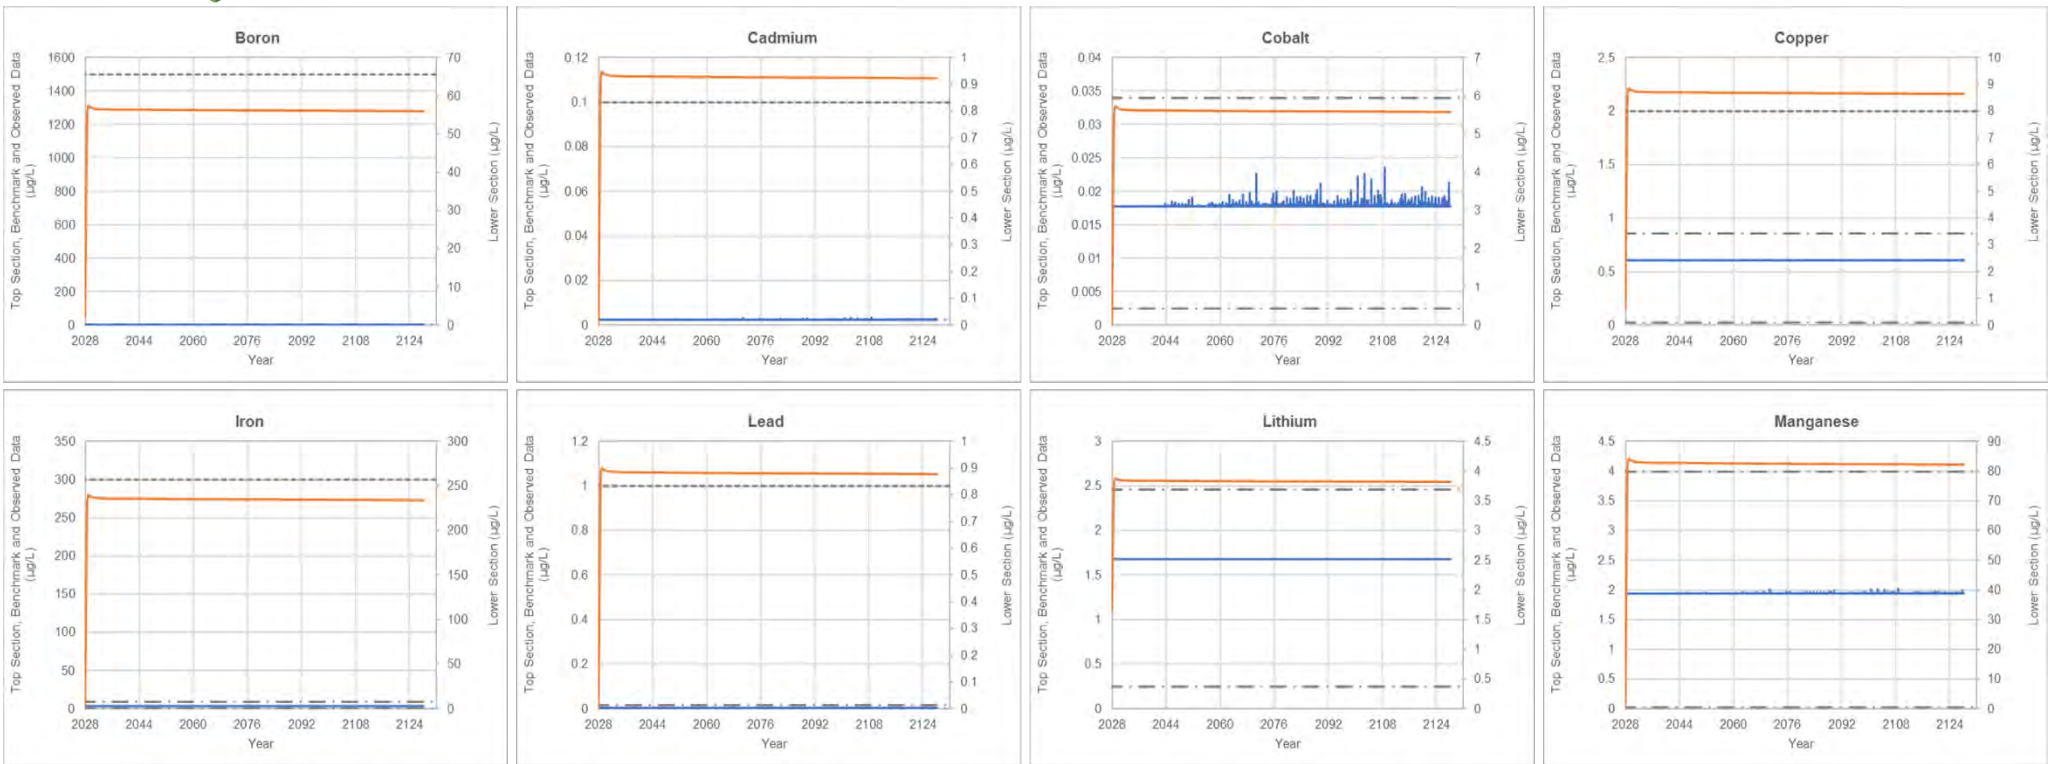 Boron
Top Section, Benchmark and Observed Data
(µg/L)
1600
1400
1200
1000
800
600
400
200
0
70
60
50
40
30
20
10
0
Lower Section (µg/L)
2028 2044 2060 2076 2092 2108 2124
Year
Cadmium
Top Section, Benchmark and Observed Data
(µg/L)
0.12
0.1
0.08
0.06
0.04
0.02
0
1
0.9
0.8
0.7
0.6
0.5
0.4
0.3
0.2
0.1
0
Lower Section (µg/L)
2028 2044 2060 2076 2092 2108 2124
Year
Cobalt
Top Section, Benchmark and Observed Data
(µg/L)
0.04
0.035
0.03
0.025
0.02
0.015
0.01
0.005
0
7
6
5
4
3
2
1
0
Lower Section (µg/L)
2028 2044 2060 2076 2092 2108 2124
Year
Copper
Top Section, Benchmark and Observed Data
(µg/L)
2.5
2
1.5
1
0.5
0
10
9
8
7
6
5
4
3
2
1
0
Lower Section (µg/L)
2028 2044 2060 2076 2092 2108 2124
Year
Iron
Top Section, Benchmark and Observed Data
(µg/L)
350
300
250
200
150
100
50
0
300
250
200
150
100
50
0
Lower Section (µg/L)
2028 2044 2060 2076 2092 2108 2124
Year
Lead
Top Section, Benchmark and Observed Data
(µg/L)
1.2
1
0.8
0.6
0.4
0.2
0
1
0.9
0.8
0.7
0.6
0.5
0.4
0.3
0.2
0.1
0
Lower Section (µg/L)
2028 2044 2060 2076 2092 2108 2124
Year
Lithium
Top Section, Benchmark and Observed Data
(µg/L)
3
2.5
2
1.5
1
0.5
0
4.5
4
3.5
3
2.5
2
1.5
1
0.5
0
Lower Section (µg/L)
2028 2044 2060 2076 2092 2108 2124
Year
Manganese
Top Section, Benchmark and Observed Data
(µg/L)
4.5
4
3.5
3
2.5
2
1.5
1
0.5
0
90
80
70
60
50
40
30
20
10
0
Lower Section (µg/L)
2028 2044 2060 2076 2092 2108 2124
Year